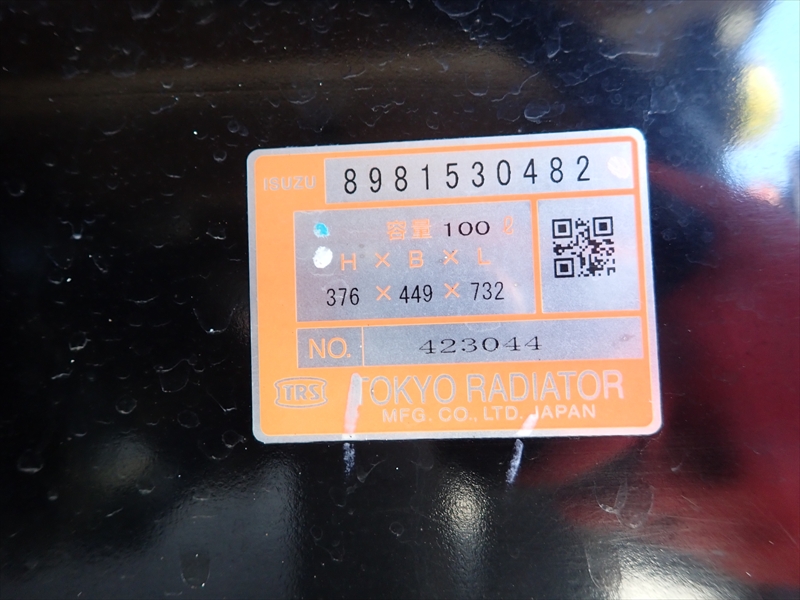 ISUZU 8981530482
容量 100 ℓ
H × B × L
376 × 449 × 732
NO. 423044
TRS TOKYO RADIATOR
MFG. CO., LTD. JAPAN